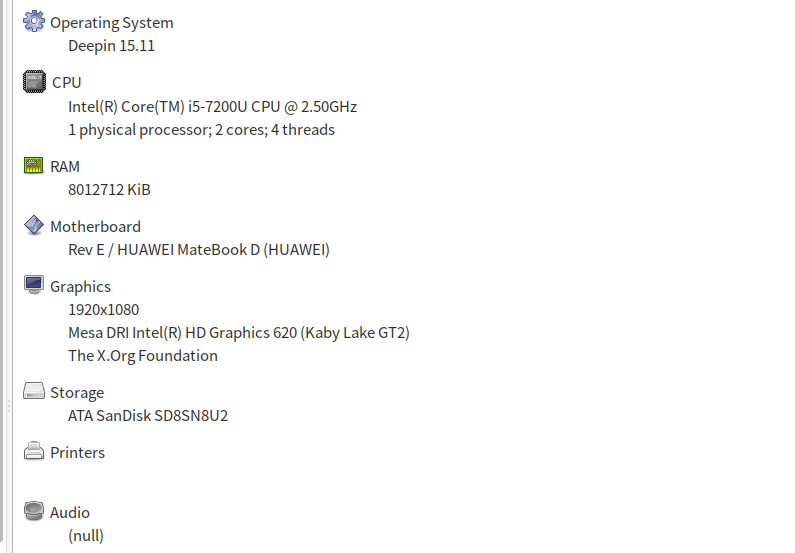 Operating System
Deepin 15.11
CPU
Intel(R) Core(TM) i5-7200U CPU @ 2.50GHz
1 physical processor; 2 cores; 4 threads
RAM
8012712 KiB
Motherboard
Rev E / HUAWEI MateBook D (HUAWEI)
Graphics
1920x1080
Mesa DRI Intel(R) HD Graphics 620 (Kaby Lake GT2)
The X.Org Foundation
Storage
ATA SanDisk SD8SN8U2
Printers
Audio
(null)